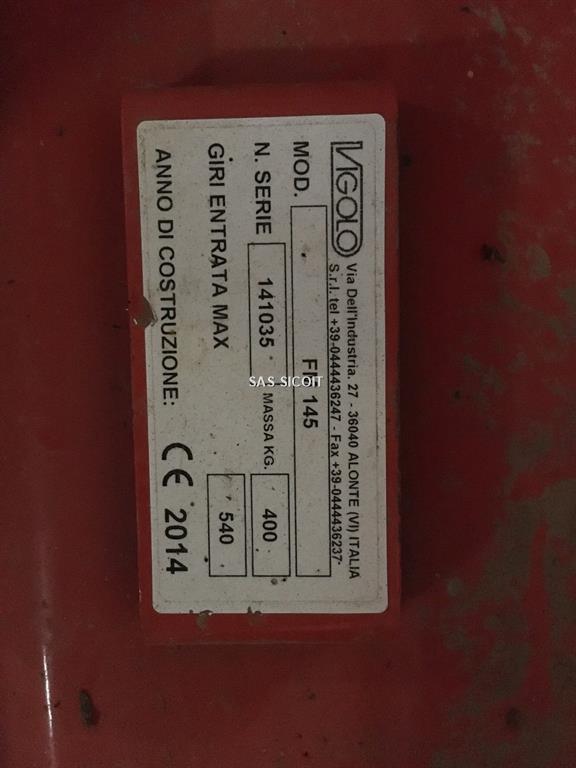 VIGOLO Via Dell'Industria. 27 - 36040 ALONTE (VI) ITALIA
S.r.l. tel +39-0444436247 - Fax +39-0444436237
MOD. 145
N. SERIE 141035 MASSA KG. 400
GIRI ENTRATA MAX 540
ANNO DI COSTRUZIONE: CE 2014
SAS SICOIT